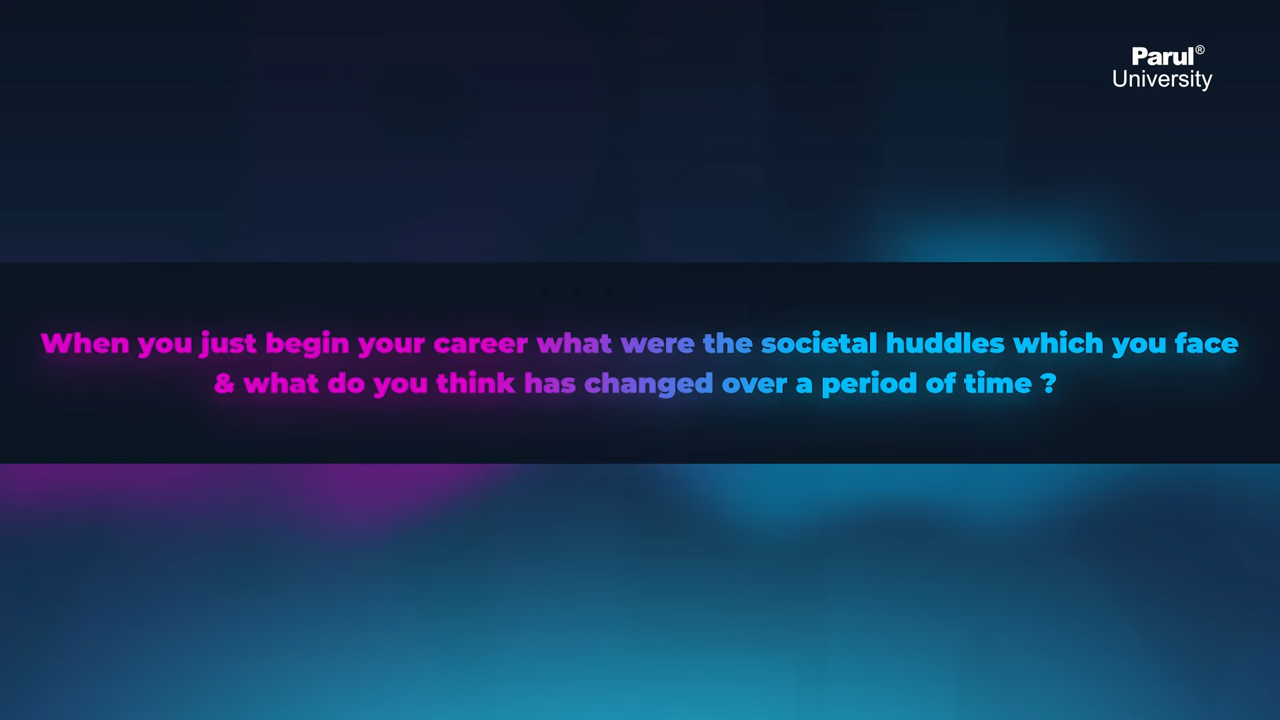 Parul®
University
When you just begin your career what were the societal huddles which you face
& what do you think has changed over a period of time ?